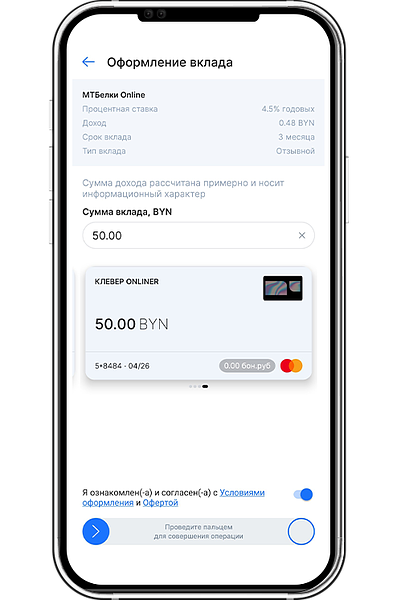 Оформление вклада
МТБелки Online
Процентная ставка 4.5% годовых
Доход 0.48 BYN
Срок вклада 3 месяца
Тип вклада Отзывной
Сумма дохода рассчитана примерно и носит
информационный характер
Сумма вклада, BYN
50.00
КЛЕВЕР ONLINER
50.00 BYN
5*8484 - 04/26 0.00 бон.руб
Я ознакомлен(-а) и согласен(-а) с Условиями
оформления и Офертой
Проведите пальцем
для совершения операции